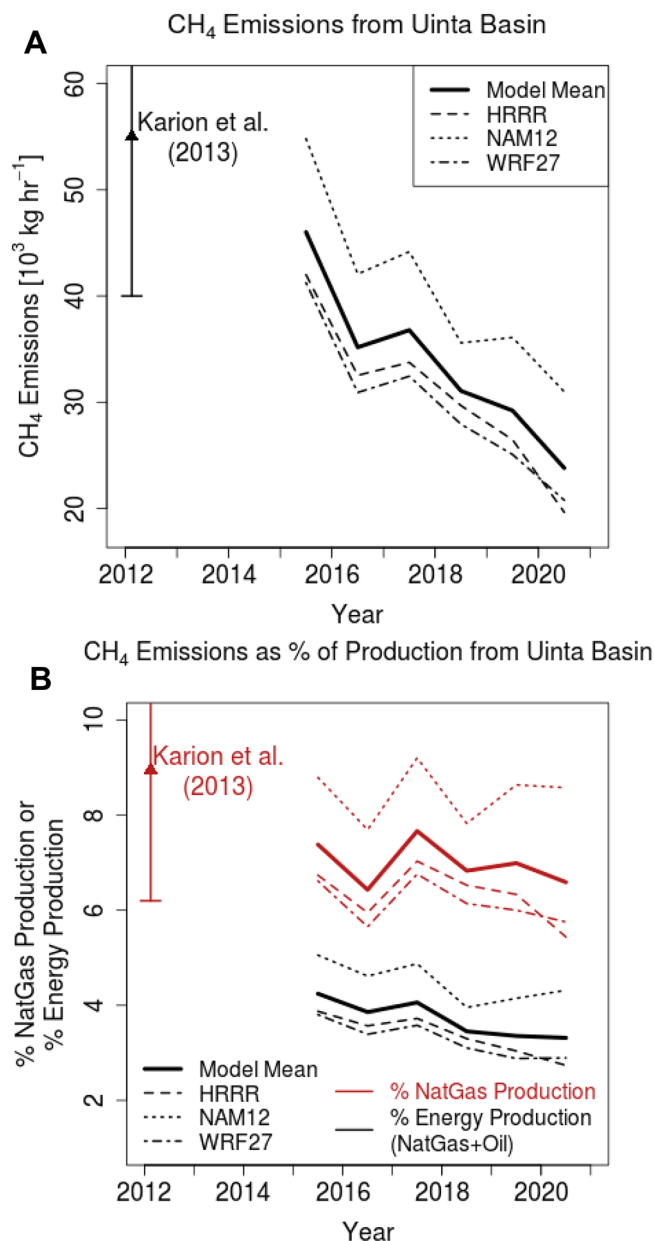 A
CH₄ Emissions from Uinta Basin
CH₄ Emissions [10³ kg hr⁻¹]
60
50
40
30
20
Karion et al.
(2013)
Model Mean
HRRR
NAM12
WRF27
2012 2014 2016 2018 2020
Year
CH₄ Emissions as % of Production from Uinta Basin
B
% NatGas Production or
% Energy Production
10
8
6
4
2
Karion et al.
(2013)
Model Mean
HRRR
NAM12
WRF27
% NatGas Production
% Energy Production
(NatGas+Oil)
2012 2014 2016 2018 2020
Year